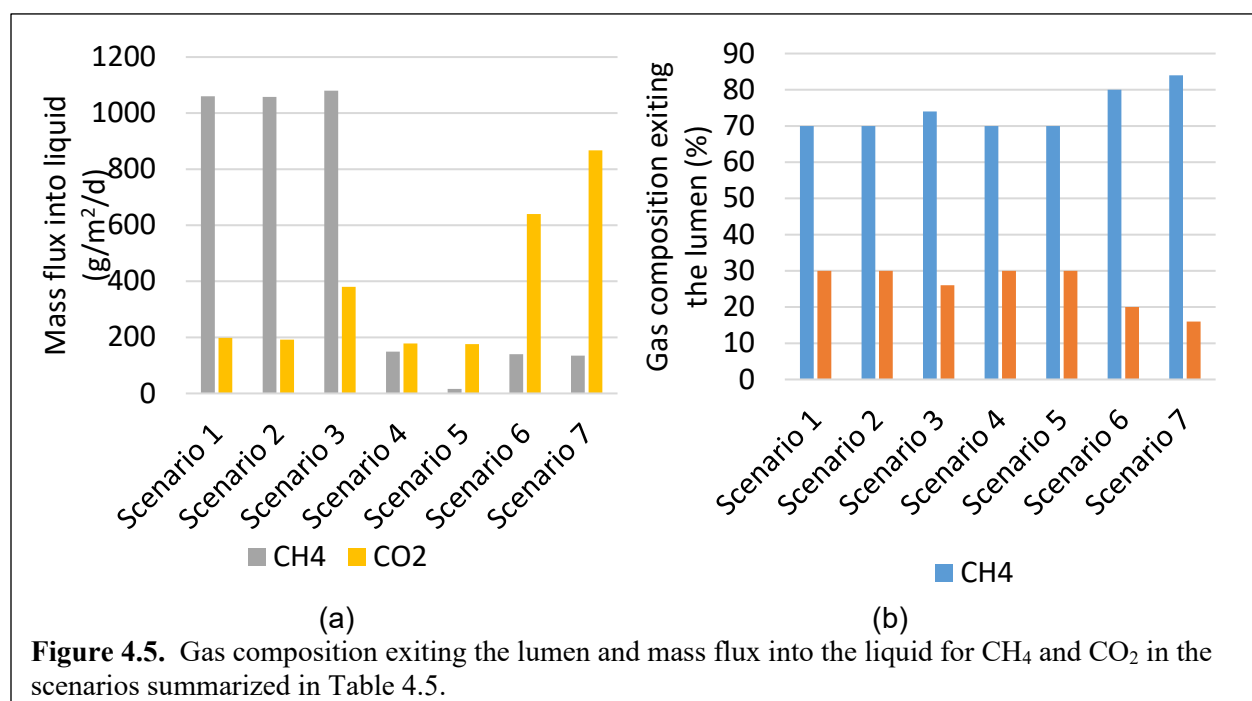 Mass flux into liquid
(g/m²/d)
1200
1000
800
600
400
200
0
Scenario 1
Scenario 2
Scenario 3
Scenario 4
Scenario 5
Scenario 6
Scenario 7
CH4 CO2
(a)
Gas composition exiting
the lumen (%)
90
80
70
60
50
40
30
20
10
0
Scenario 1
Scenario 2
Scenario 3
Scenario 4
Scenario 5
Scenario 6
Scenario 7
CH4
(b)
Figure 4.5. Gas composition exiting the lumen and mass flux into the liquid for CH₄ and CO₂ in the
scenarios summarized in Table 4.5.